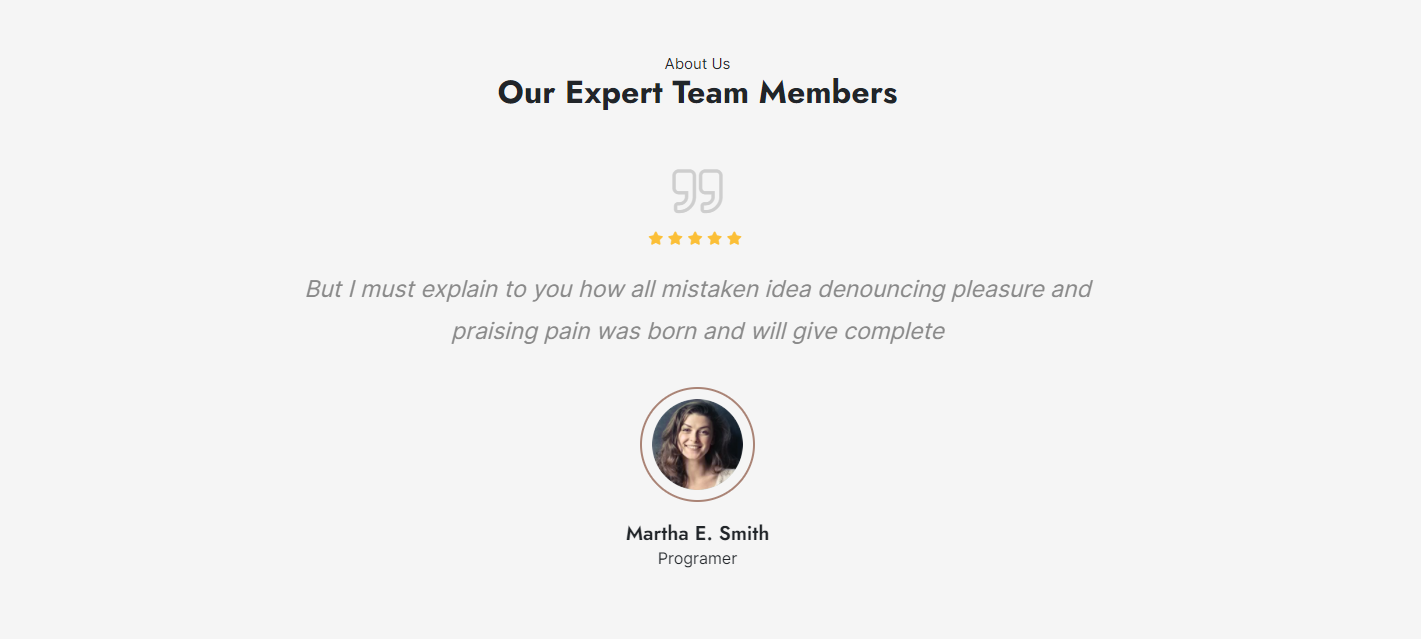 About Us
Our Expert Team Members
But I must explain to you how all mistaken idea denouncing pleasure and
praising pain was born and will give complete
Martha E. Smith
Programer